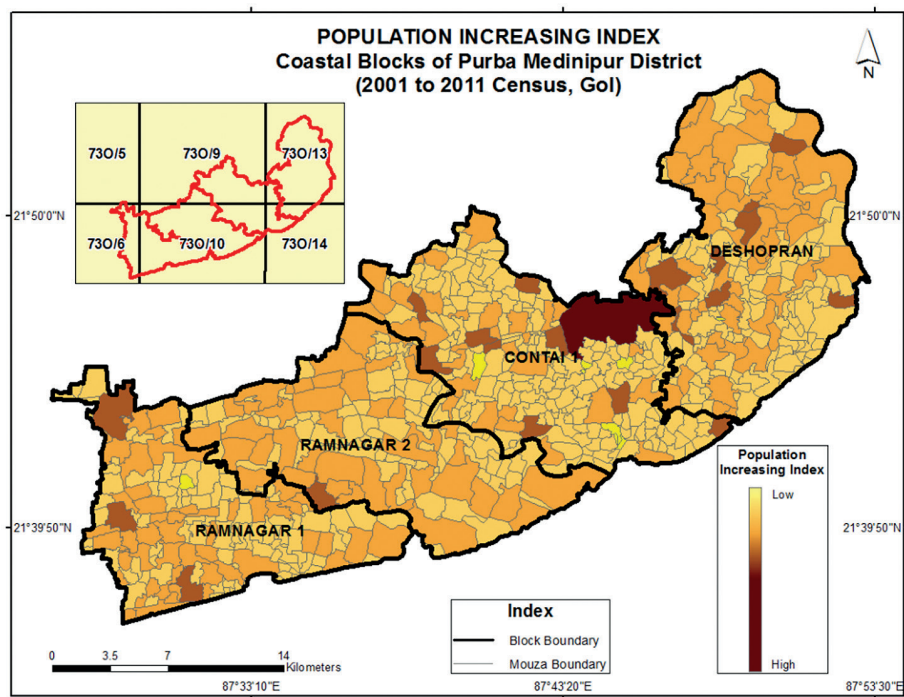 POPULATION INCREASING INDEX
Coastal Blocks of Purba Medinipur District
(2001 to 2011 Census, GoI)
N
73O/5
73O/9
73O/13
73O/6
73O/10
73O/14
21°50'0"N
21°50'0"N
DESHOPRAN
CONTAI 1
RAMNAGAR 2
RAMNAGAR 1
21°39'50"N
21°39'50"N
Population
Increasing Index
Low
High
Index
Block Boundary
Mouza Boundary
0 3.5 7 14
Kilometers
87°33'10"E
87°43'20"E
87°53'30"E